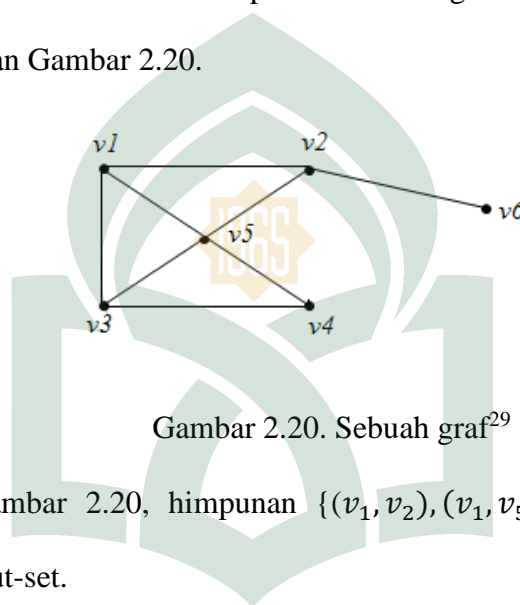 an Gambar 2.20.
v1 v2
v5 v6
v3 v4
Gambar 2.20. Sebuah graf29
mbar 2.20, himpunan {(v₁, v₂), (v₁, v₅
ut-set.